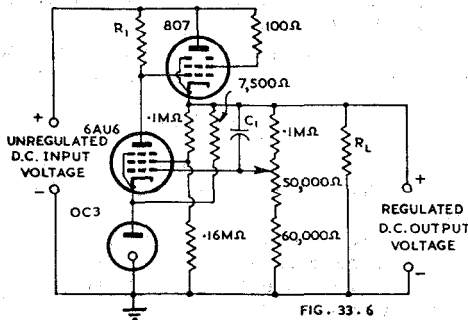 R1
807
100Ω
7,500Ω
+
6AU6
·1MΩ
C1
·1MΩ
RL
UNREGULATED
D.C. INPUT
VOLTAGE
−
+
50,000Ω
OC3
REGULATED
D.C. OUTPUT
VOLTAGE
·16MΩ
60,000Ω
−
FIG. 33.6